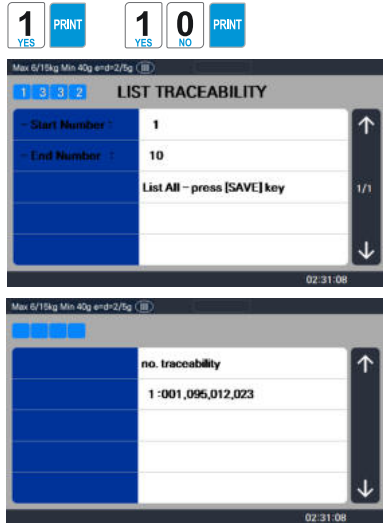 1 YES PRINT 1 YES 0 NO PRINT
Max 6/15kg Min 40g e=d=2/5g (III)
1 3 3 2 LIST TRACEABILITY
- Start Number : 1
- End Number : 10
List All – press [SAVE] key
1/1
02:31:08
Max 6/15kg Min 40g e=d=2/5g (III)
no. traceability
1 :001,095,012,023
02:31:08